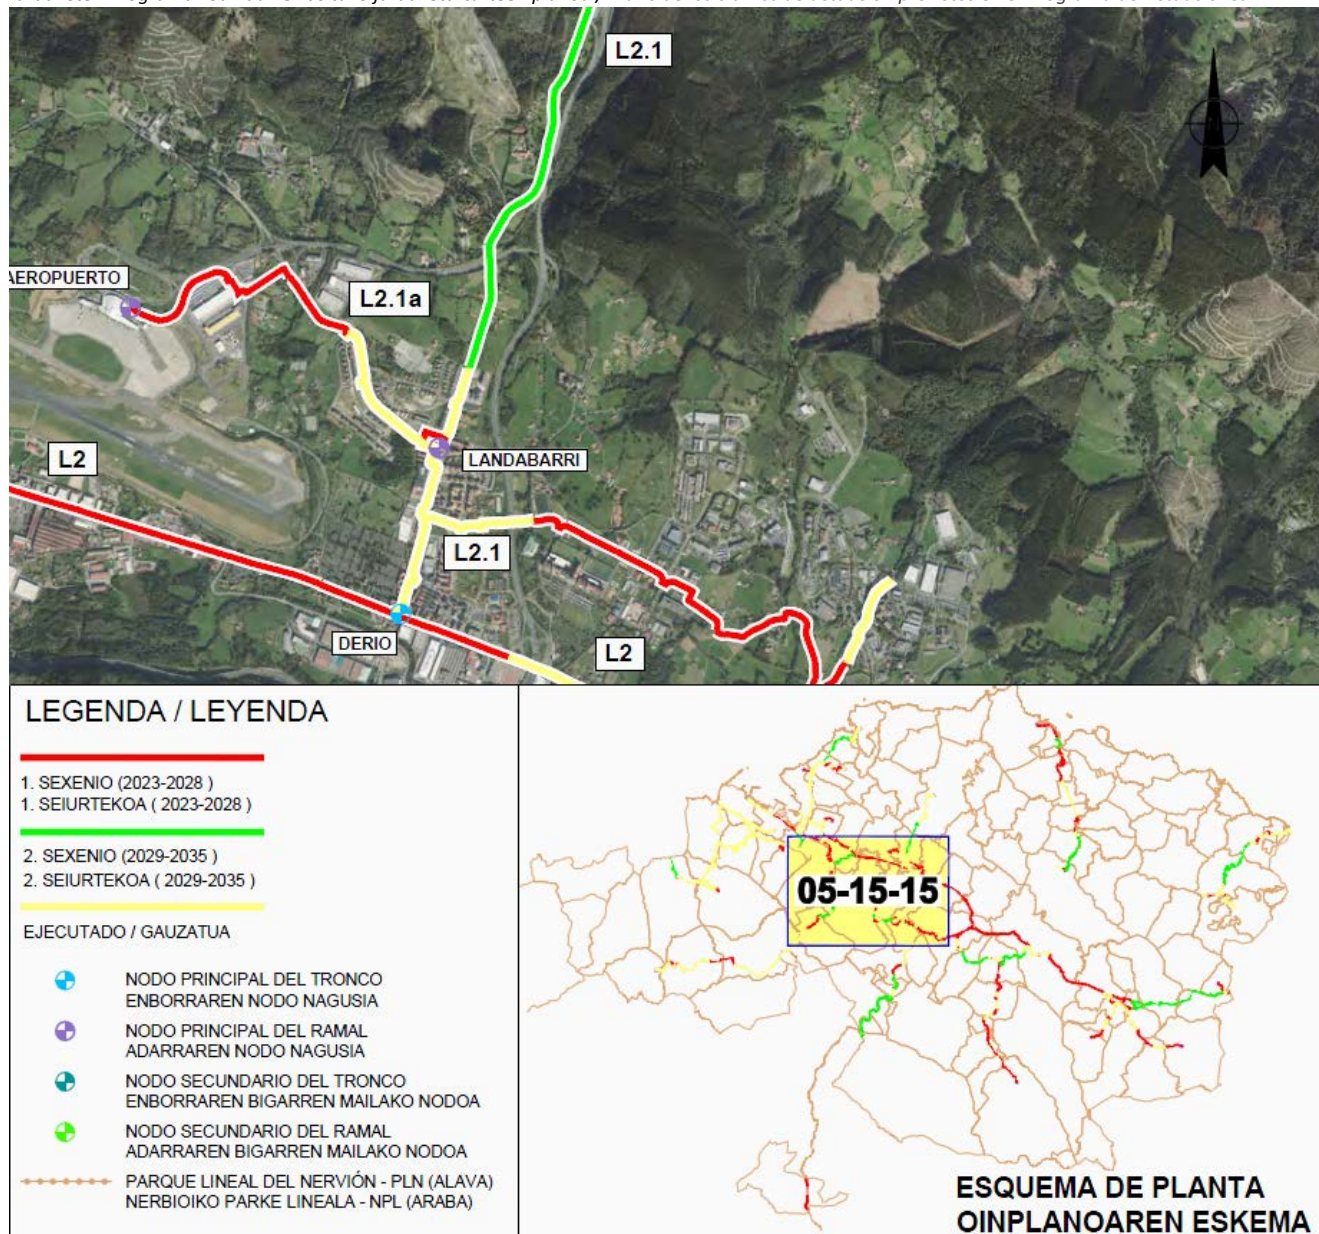 L2.1
AEROPUERTO
L2.1a
L2
LANDABARRI
L2.1
DERIO
L2
LEGENDA / LEYENDA
1. SEXENIO (2023-2028 )
1. SEIURTEKOA ( 2023-2028 )
2. SEXENIO (2029-2035 )
2. SEIURTEKOA ( 2029-2035 )
EJECUTADO / GAUZATUA
NODO PRINCIPAL DEL TRONCO
ENBORRAREN NODO NAGUSIA
NODO PRINCIPAL DEL RAMAL
ADARRAREN NODO NAGUSIA
NODO SECUNDARIO DEL TRONCO
ENBORRAREN BIGARREN MAILAKO NODOA
NODO SECUNDARIO DEL RAMAL
ADARRAREN BIGARREN MAILAKO NODOA
PARQUE LINEAL DEL NERVIÓN - PLN (ALAVA)
NERBIOIKO PARKE LINEALA - NPL (ARABA)
05-15-15
ESQUEMA DE PLANTA
OINPLANOAREN ESKEMA